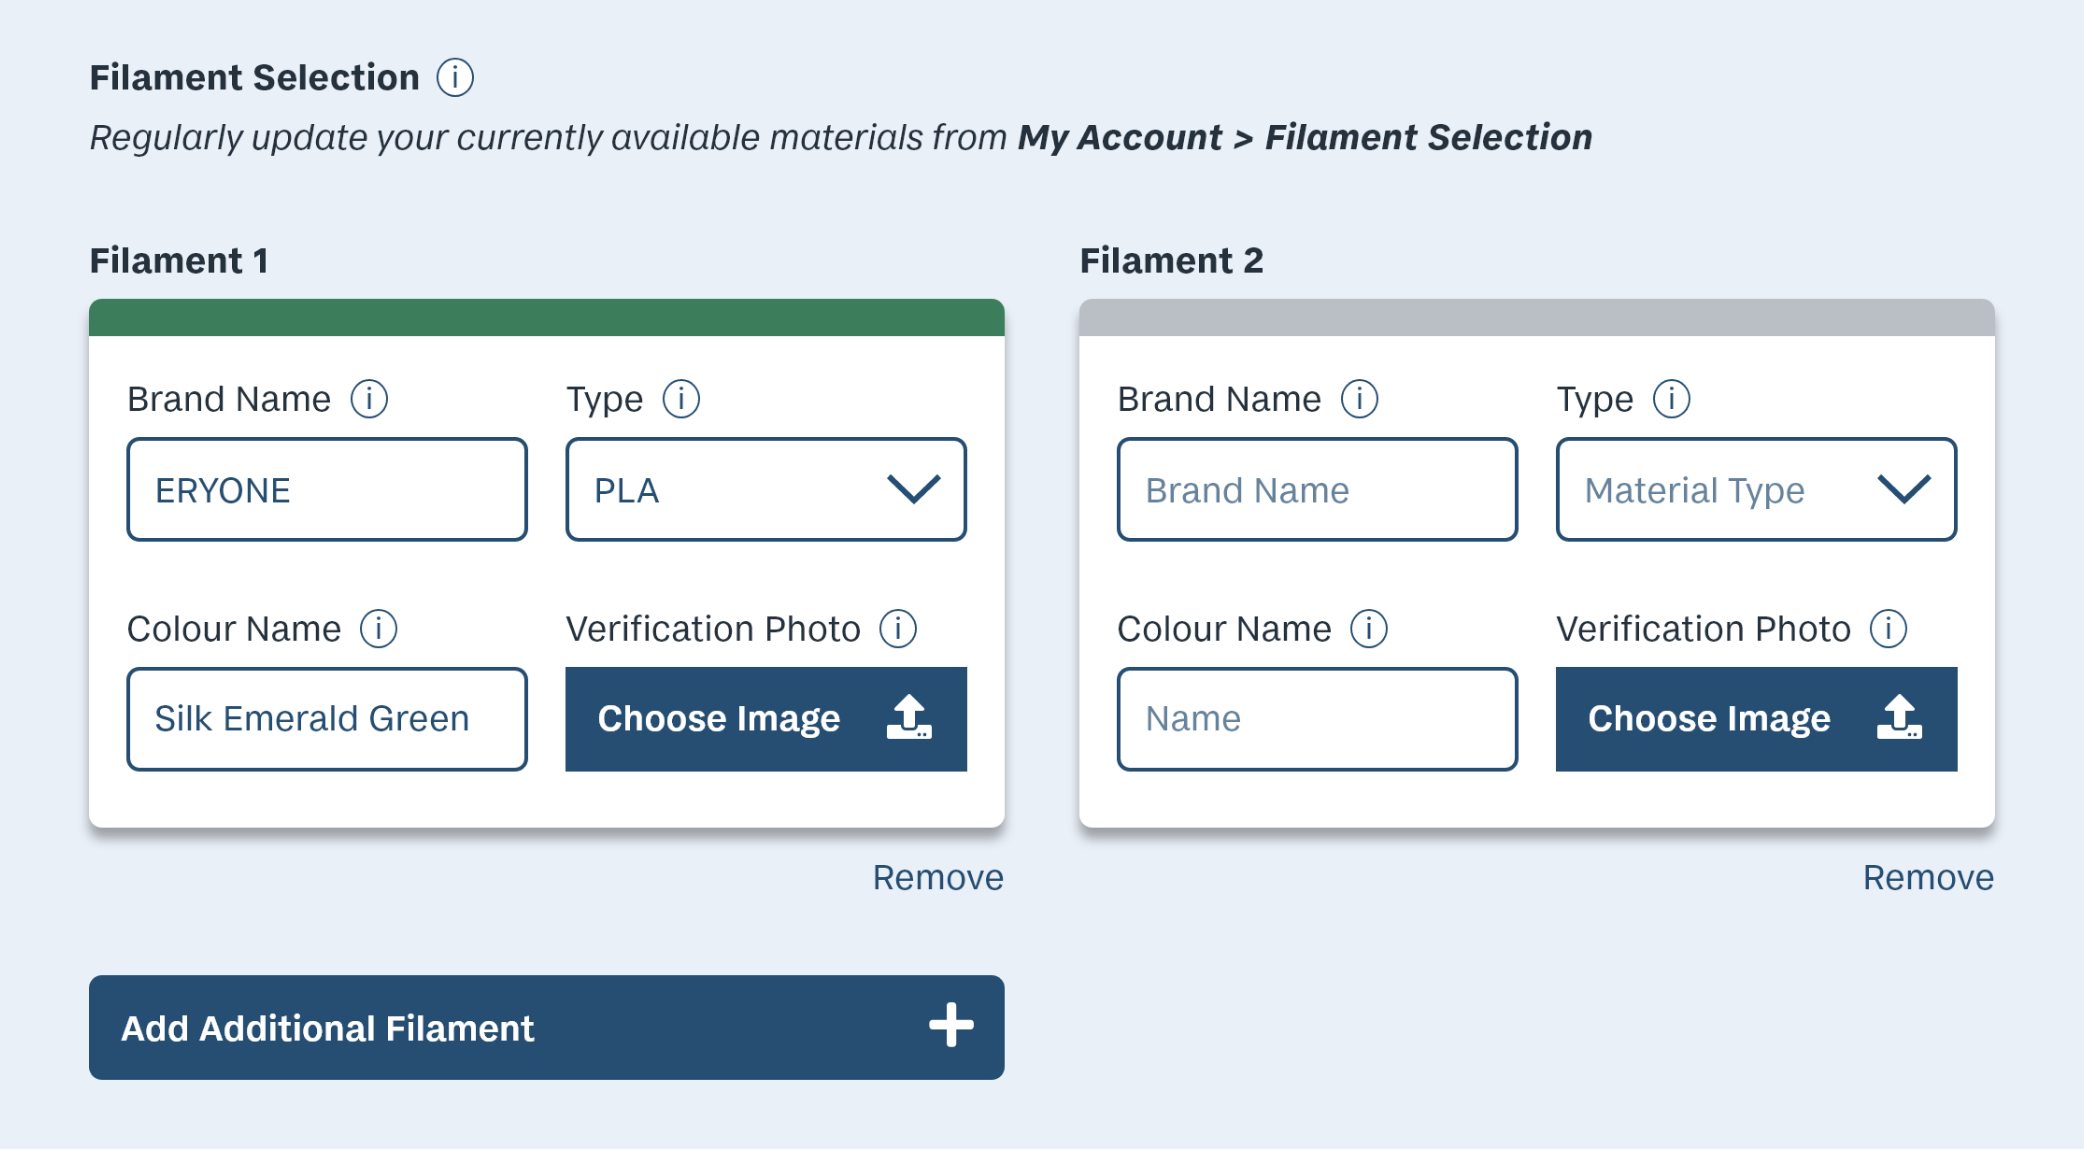 Filament Selection
Regularly update your currently available materials from My Account > Filament Selection
Filament 1
Brand Name
Type
ERYONE
PLA
Colour Name
Verification Photo
Silk Emerald Green
Choose Image
Remove
Filament 2
Brand Name
Type
Brand Name
Material Type
Colour Name
Verification Photo
Name
Choose Image
Remove
Add Additional Filament